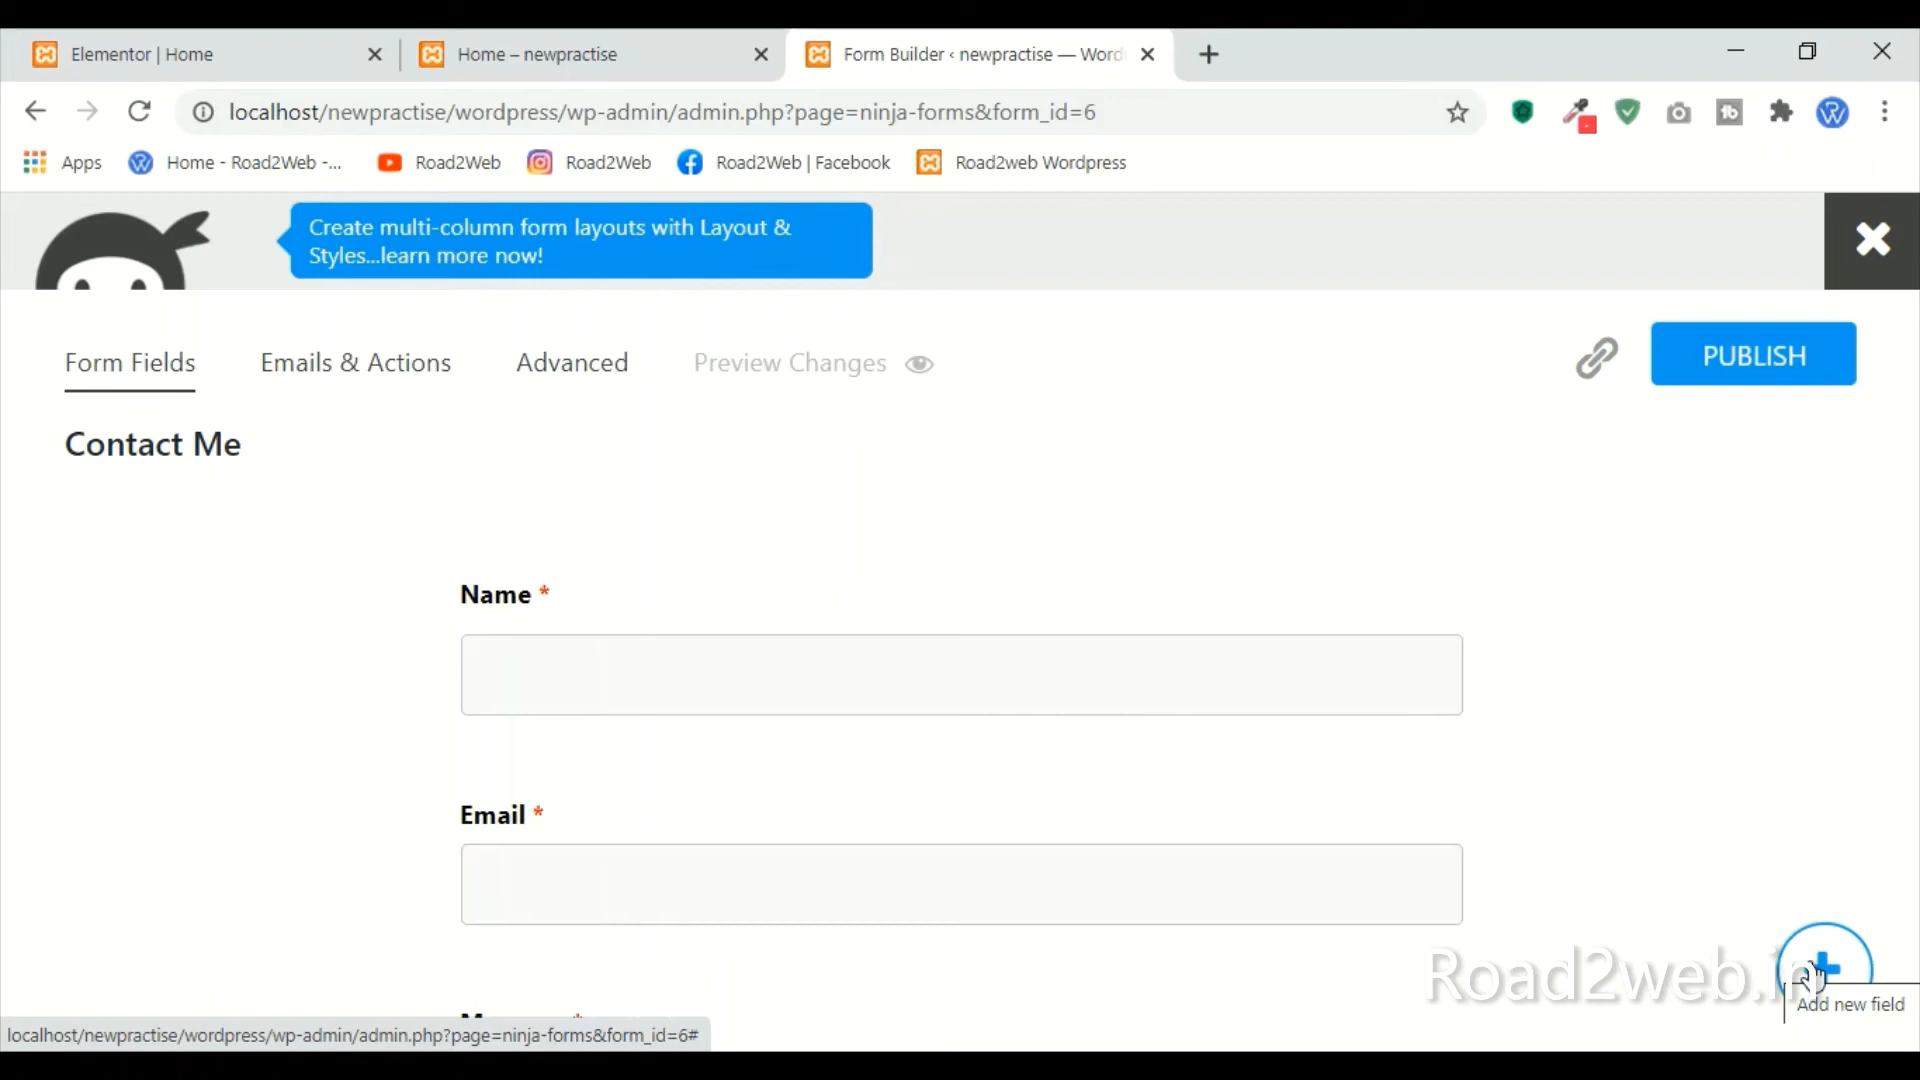 Elementor | Home
Home – newpractise
Form Builder ‹ newpractise — Word
localhost/newpractise/wordpress/wp-admin/admin.php?page=ninja-forms&form_id=6
Apps
Home - Road2Web -...
Road2Web
Road2Web
Road2Web | Facebook
Road2web Wordpress
Create multi-column form layouts with Layout &
Styles...learn more now!
Form Fields
Emails & Actions
Advanced
Preview Changes
PUBLISH
Contact Me
Name *
Email *
Road2web.in
Add new field
localhost/newpractise/wordpress/wp-admin/admin.php?page=ninja-forms&form_id=6#